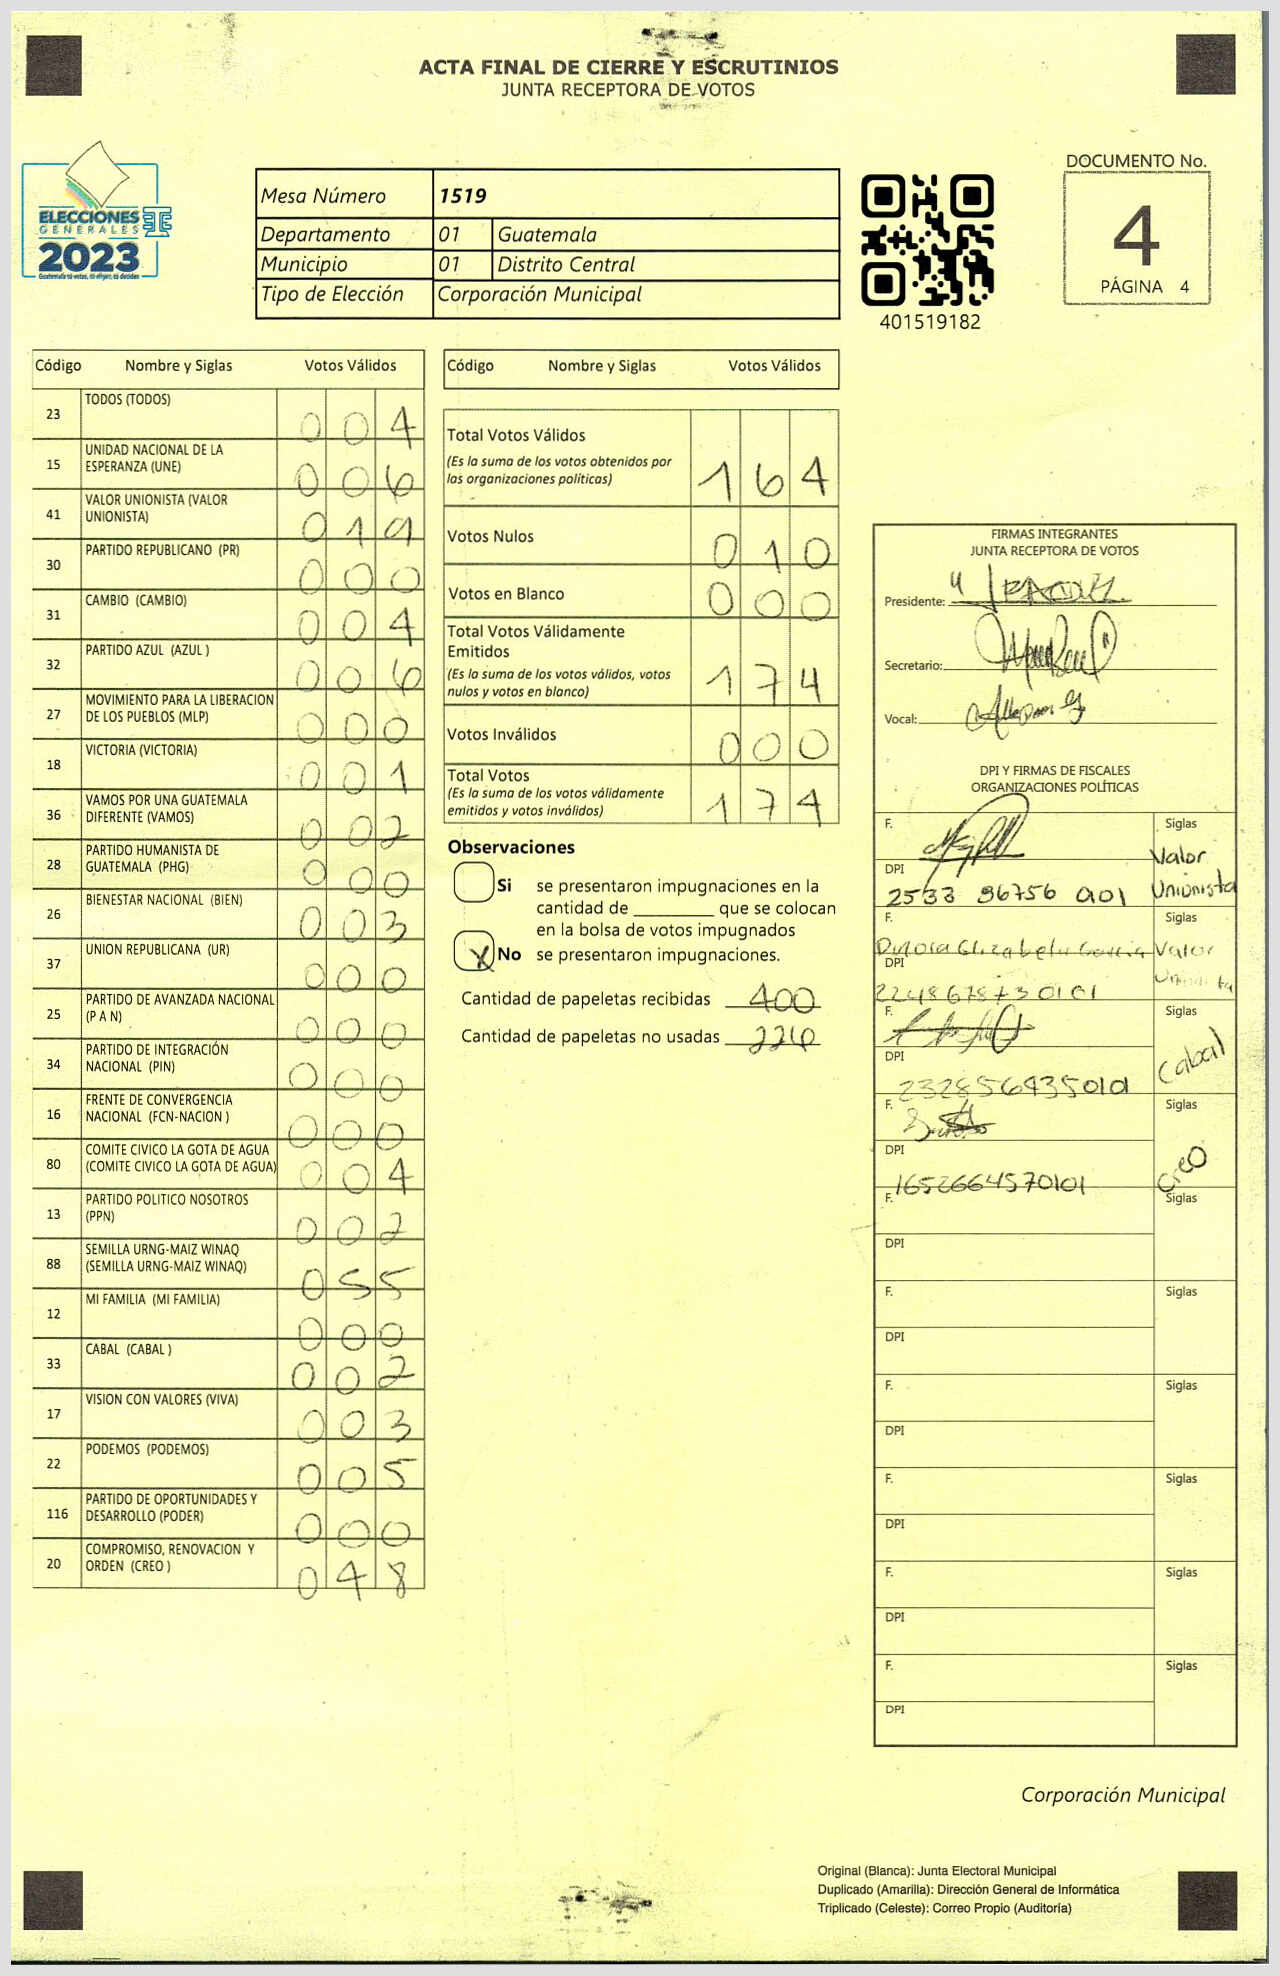 ACTA FINAL DE CIERRE Y ESCRUTINIOS
JUNTA RECEPTORA DE VOTOS
ELECCIONES
GENERALES
2023
Guatemala tú votas, tú eliges, tú decides
Mesa Número 1519
Departamento 01 Guatemala
Municipio 01 Distrito Central
Tipo de Elección Corporación Municipal
401519182
DOCUMENTO No.
4
PÁGINA 4
Código Nombre y Siglas Votos Válidos
23 TODOS (TODOS) 0 0 4
15 UNIDAD NACIONAL DE LA
ESPERANZA (UNE) 0 0 6
41 VALOR UNIONISTA (VALOR
UNIONISTA) 0 1 9
30 PARTIDO REPUBLICANO (PR) 0 0 0
31 CAMBIO (CAMBIO) 0 0 4
32 PARTIDO AZUL (AZUL ) 0 0 6
27 MOVIMIENTO PARA LA LIBERACION
DE LOS PUEBLOS (MLP) 0 0 0
18 VICTORIA (VICTORIA) 0 0 1
36 VAMOS POR UNA GUATEMALA
DIFERENTE (VAMOS) 0 0 2
28 PARTIDO HUMANISTA DE
GUATEMALA (PHG) 0 0 0
26 BIENESTAR NACIONAL (BIEN) 0 0 3
37 UNION REPUBLICANA (UR) 0 0 0
25 PARTIDO DE AVANZADA NACIONAL
(P A N) 0 0 0
34 PARTIDO DE INTEGRACIÓN
NACIONAL (PIN) 0 0 0
16 FRENTE DE CONVERGENCIA
NACIONAL (FCN-NACION ) 0 0 0
80 COMITE CIVICO LA GOTA DE AGUA
(COMITE CIVICO LA GOTA DE AGUA) 0 0 4
13 PARTIDO POLITICO NOSOTROS
(PPN) 0 0 2
88 SEMILLA URNG-MAIZ WINAQ
(SEMILLA URNG-MAIZ WINAQ) 0 5 5
12 MI FAMILIA (MI FAMILIA) 0 0 0
33 CABAL (CABAL ) 0 0 2
17 VISION CON VALORES (VIVA) 0 0 3
22 PODEMOS (PODEMOS) 0 0 5
116 PARTIDO DE OPORTUNIDADES Y
DESARROLLO (PODER) 0 0 0
20 COMPROMISO, RENOVACION Y
ORDEN (CREO ) 0 4 8
Código Nombre y Siglas Votos Válidos
Total Votos Válidos
(Es la suma de los votos obtenidos por
las organizaciones políticas) 1 6 4
Votos Nulos 0 1 0
Votos en Blanco 0 0 0
Total Votos Válidamente
Emitidos
(Es la suma de los votos válidos, votos
nulos y votos en blanco) 1 7 4
Votos Inválidos 0 0 0
Total Votos
(Es la suma de los votos válidamente
emitidos y votos inválidos) 1 7 4
Observaciones
Si se presentaron impugnaciones en la
cantidad de ________ que se colocan
en la bolsa de votos impugnados
X No se presentaron impugnaciones.
Cantidad de papeletas recibidas 400
Cantidad de papeletas no usadas 226
FIRMAS INTEGRANTES
JUNTA RECEPTORA DE VOTOS
Presidente:
Secretario:
Vocal:
DPI Y FIRMAS DE FISCALES
ORGANIZACIONES POLÍTICAS
F. Siglas
Valor
DPI
2533 96756 0101 Unionista
F. Siglas
Elizabeth Garcia Valor
DPI
2248678730101 Unionista
F. Siglas
DPI Cabal
2328564350101
F. Siglas
DPI
1652664570101 Creo
F. Siglas
DPI
F. Siglas
DPI
F. Siglas
DPI
F. Siglas
DPI
F. Siglas
DPI
F. Siglas
DPI
Corporación Municipal
Original (Blanca): Junta Electoral Municipal
Duplicado (Amarilla): Dirección General de Informática
Triplicado (Celeste): Correo Propio (Auditoría)